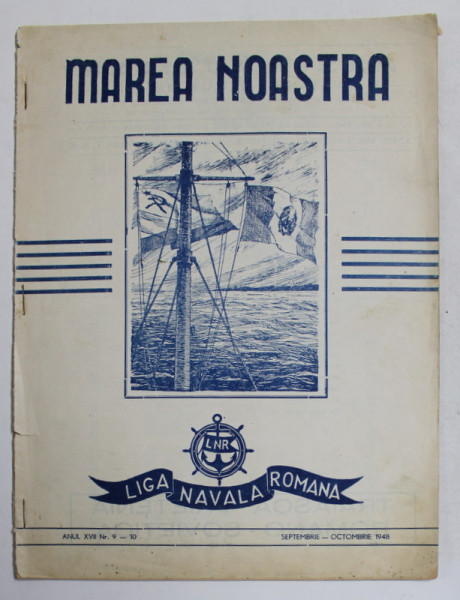 MAREA NOASTRA
LNR
LIGA NAVALA ROMANA
ANUL XVII Nr. 9 — 10 SEPTEMBRIE — OCTOMBRIE 1948